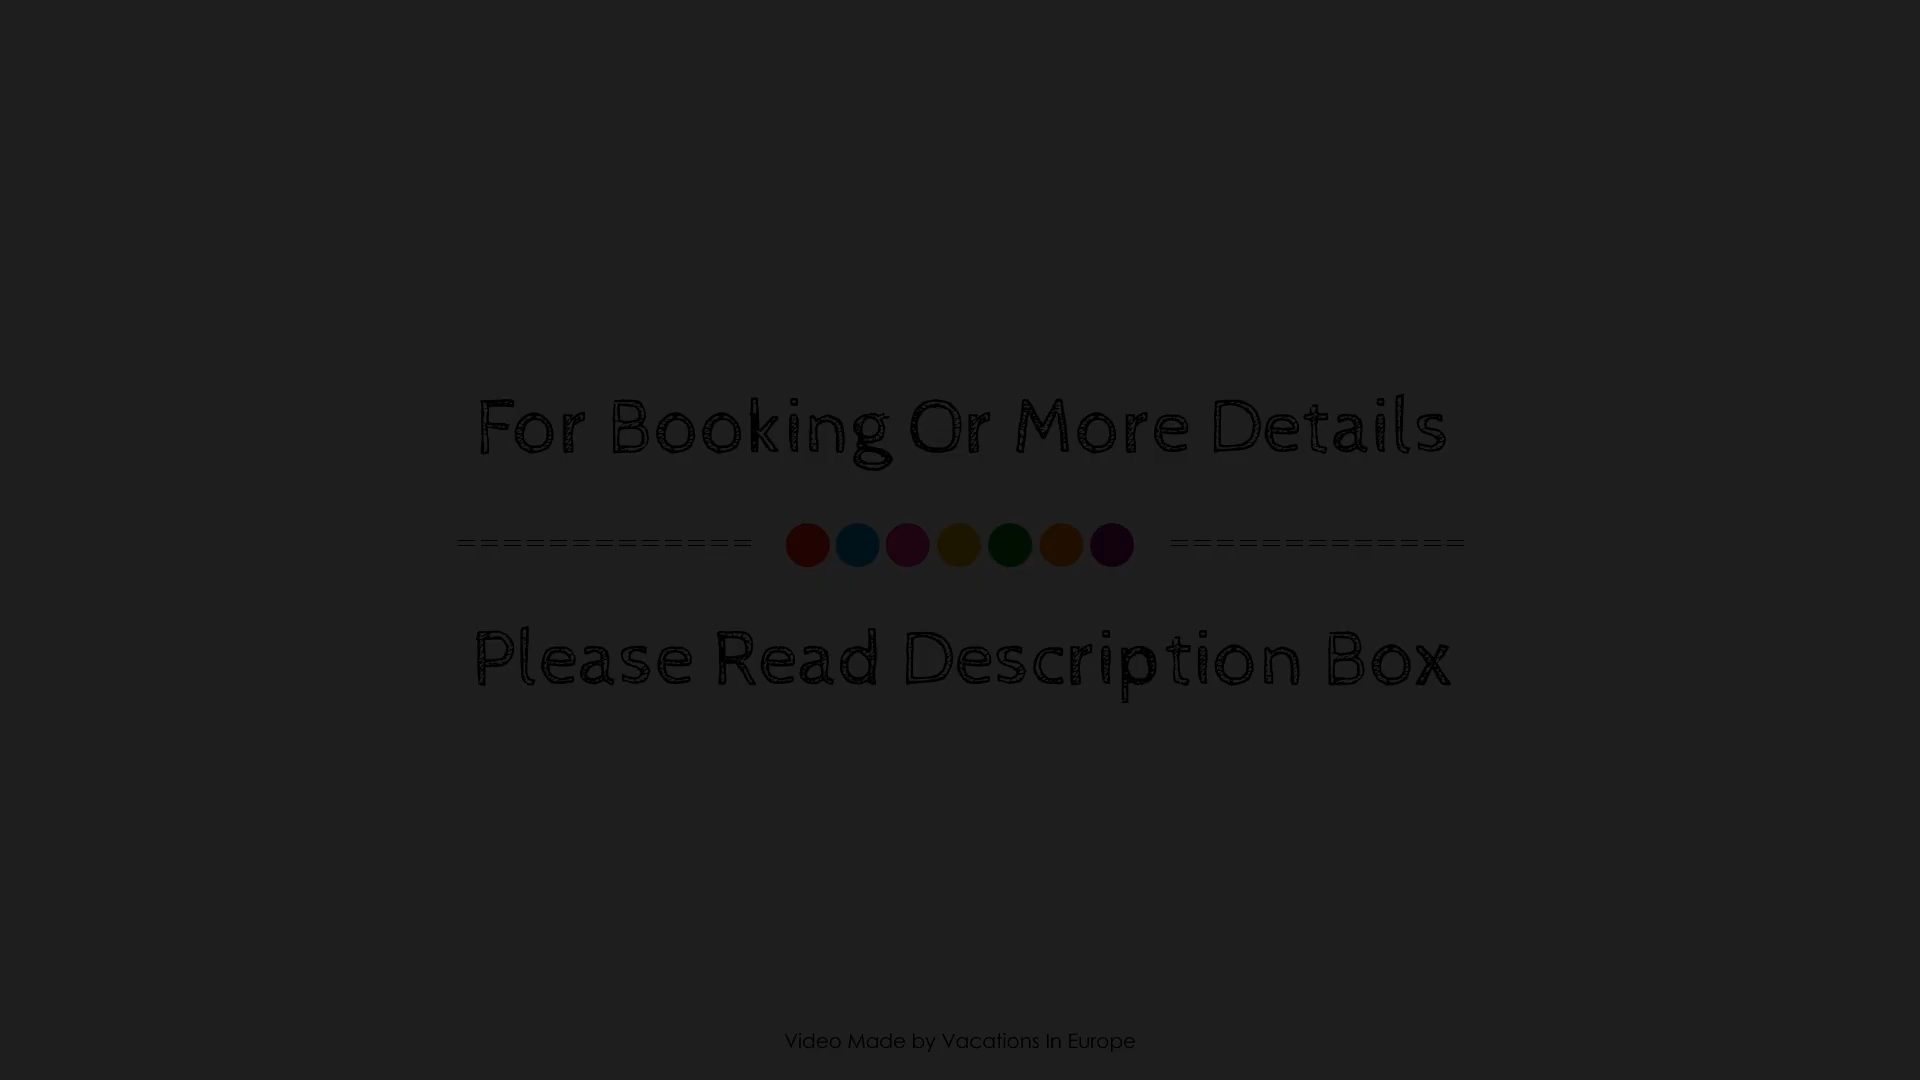 For Booking Or More Details
============= =============
Please Read Description Box
Video Made by Vacations In Europe